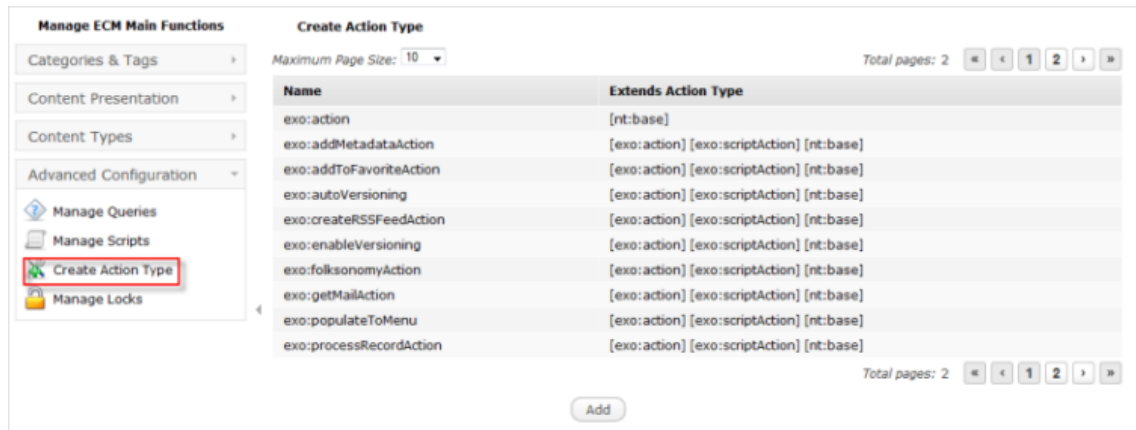 Manage ECM Main Functions
Categories & Tags
Content Presentation
Content Types
Advanced Configuration
Manage Queries
Manage Scripts
Create Action Type
Manage Locks
Create Action Type
Maximum Page Size: 10 Total pages: 2 « ‹ 1 2 › »
Name Extends Action Type
exo:action [nt:base]
exo:addMetadataAction [exo:action] [exo:scriptAction] [nt:base]
exo:addToFavoriteAction [exo:action] [exo:scriptAction] [nt:base]
exo:autoVersioning [exo:action] [exo:scriptAction] [nt:base]
exo:createRSSFeedAction [exo:action] [exo:scriptAction] [nt:base]
exo:enableVersioning [exo:action] [exo:scriptAction] [nt:base]
exo:folksonomyAction [exo:action] [exo:scriptAction] [nt:base]
exo:getMailAction [exo:action] [exo:scriptAction] [nt:base]
exo:populateToMenu [exo:action] [exo:scriptAction] [nt:base]
exo:processRecordAction [exo:action] [exo:scriptAction] [nt:base]
Total pages: 2 « ‹ 1 2 › »
Add